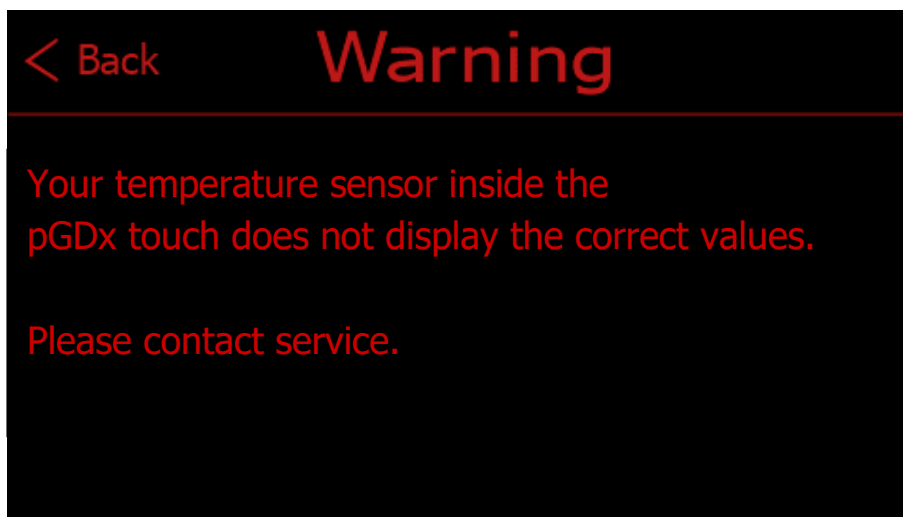 < Back
Warning
Your temperature sensor inside the
pGDx touch does not display the correct values.
Please contact service.